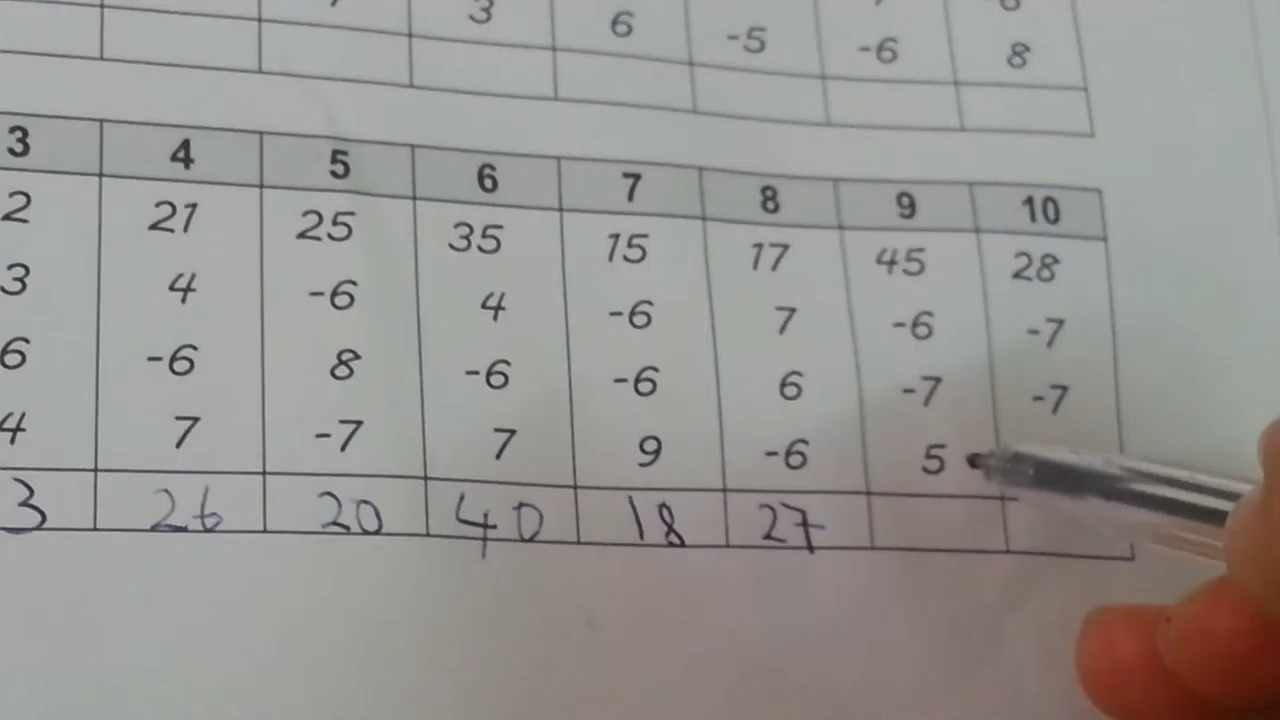 3 6 -5 -6 8
3 4 5 6 7 8 9 10
2 21 25 35 15 17 45 28
3 4 -6 4 -6 7 -6 -7
6 -6 8 -6 -6 6 -7 -7
4 7 -7 7 9 -6 5
3 26 20 40 18 27